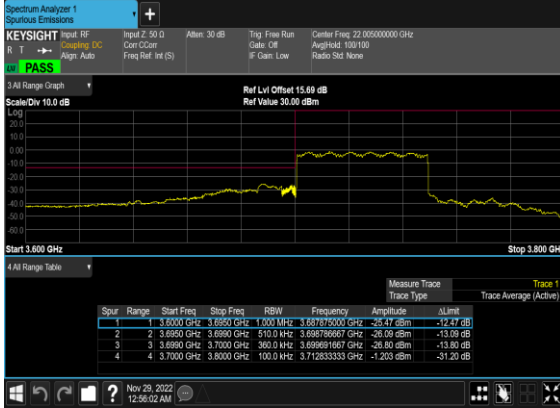 Spectrum Analyzer 1
Spurious Emissions
+
KEYSIGHT Input: RF Input Z: 50 Ω Atten: 30 dB Trig: Free Run Center Freq: 22.005000000 GHz
R T Coupling: DC Corr CCorr Gate: Off Avg|Hold: 100/100
Align: Auto Freq Ref: Int (S) IF Gain: Low Radio Std: None
PASS
3 All Range Graph Ref Lvl Offset 15.69 dB
Scale/Div 10.0 dB Ref Value 30.00 dBm
Log
20.0
10.0
0.00
-10.0
-20.0
-30.0
-40.0
-50.0
-60.0
Start 3.600 GHz Stop 3.800 GH
4 All Range Table
Measure Trace Trace 1
Trace Type Trace Average (Active)
Spur Range Start Freq Stop Freq RBW Frequency Amplitude ΔLimit
1 1 3.6000 GHz 3.6950 GHz 1.000 MHz 3.687875000 GHz -25.47 dBm -12.47 dB
2 2 3.6950 GHz 3.6990 GHz 510.0 kHz 3.698786667 GHz -26.09 dBm -13.09 dB
3 3 3.6990 GHz 3.7000 GHz 360.0 kHz 3.699691667 GHz -26.80 dBm -13.80 dB
4 4 3.7000 GHz 3.8000 GHz 100.0 kHz 3.712833333 GHz -1.203 dBm -31.20 dB
? Nov 29, 2022
12:56:02 AM